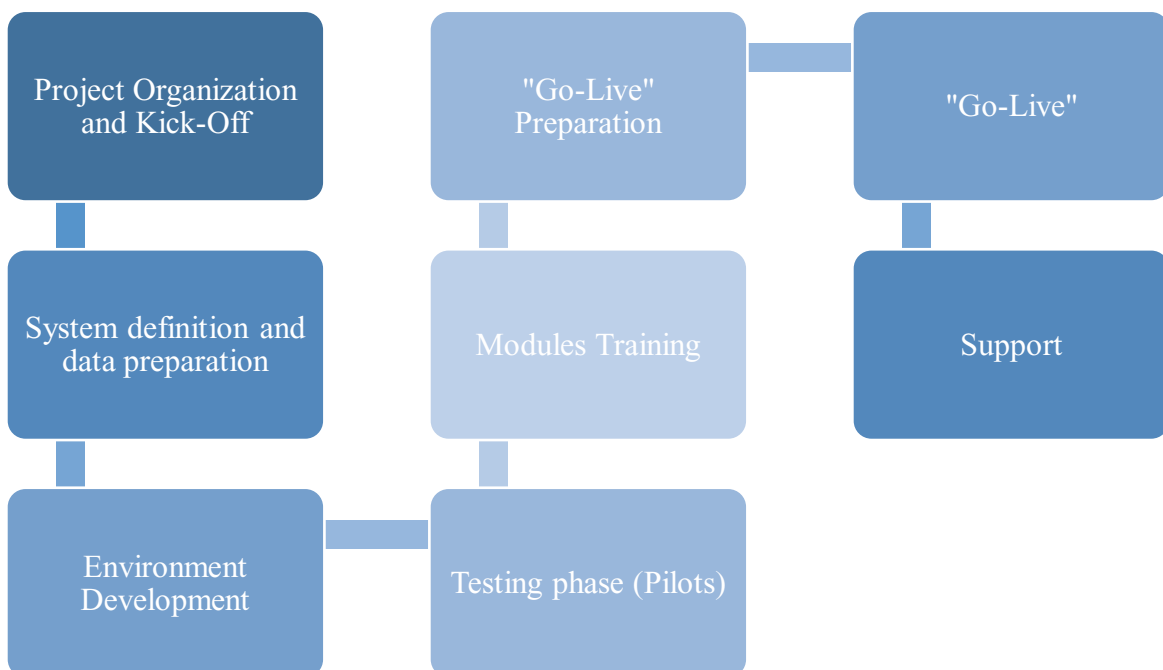 Project Organization
and Kick-Off
System definition and
data preparation
Environment
Development
Testing phase (Pilots)
Modules Training
"Go-Live"
Preparation
"Go-Live"
Support